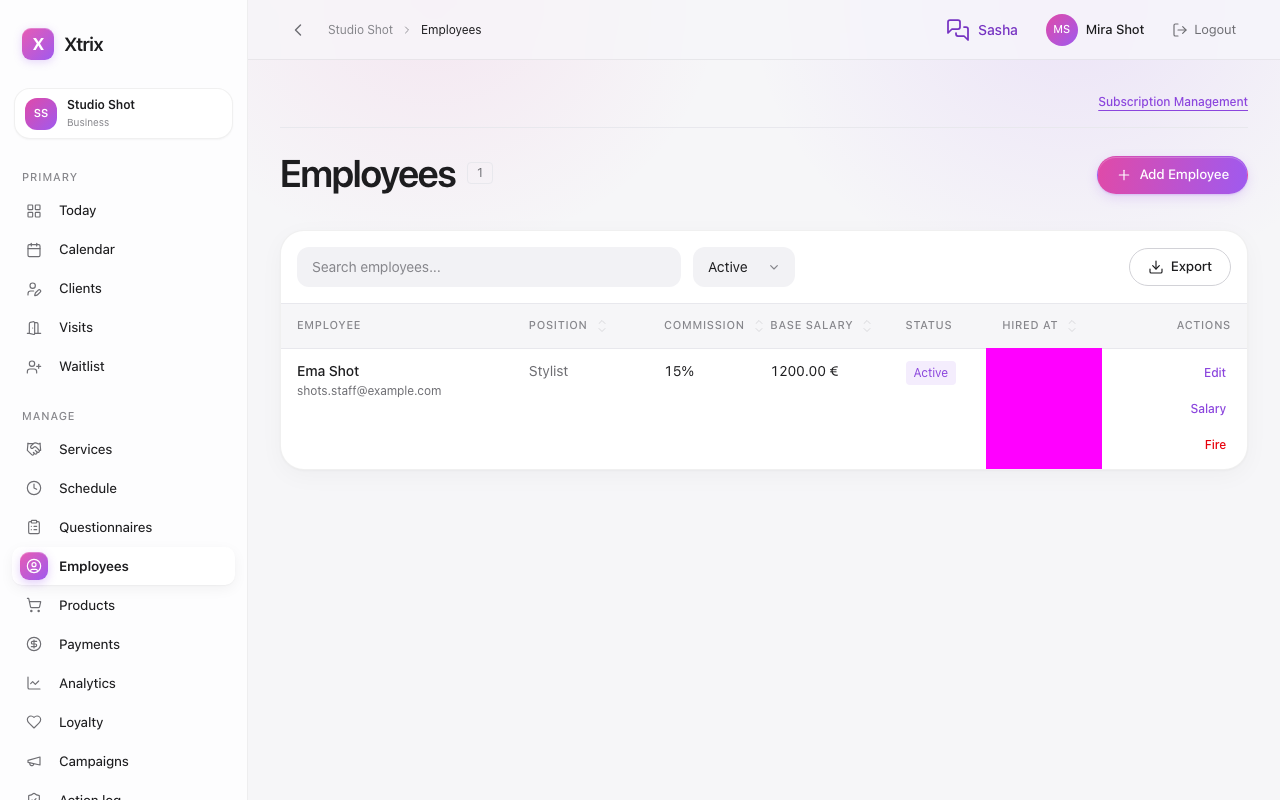 X Xtrix
SS Studio Shot
Business
PRIMARY
Today
Calendar
Clients
Visits
Waitlist
MANAGE
Services
Schedule
Questionnaires
Employees
Products
Payments
Analytics
Loyalty
Campaigns
Action log
Studio Shot > Employees
Sasha
MS Mira Shot
Logout
Subscription Management
Employees 1
+ Add Employee
Search employees...
Active
Export
EMPLOYEE POSITION COMMISSION BASE SALARY STATUS HIRED AT ACTIONS
Ema Shot Stylist 15% 1200.00 € Active Edit
shots.staff@example.com
Salary
Fire